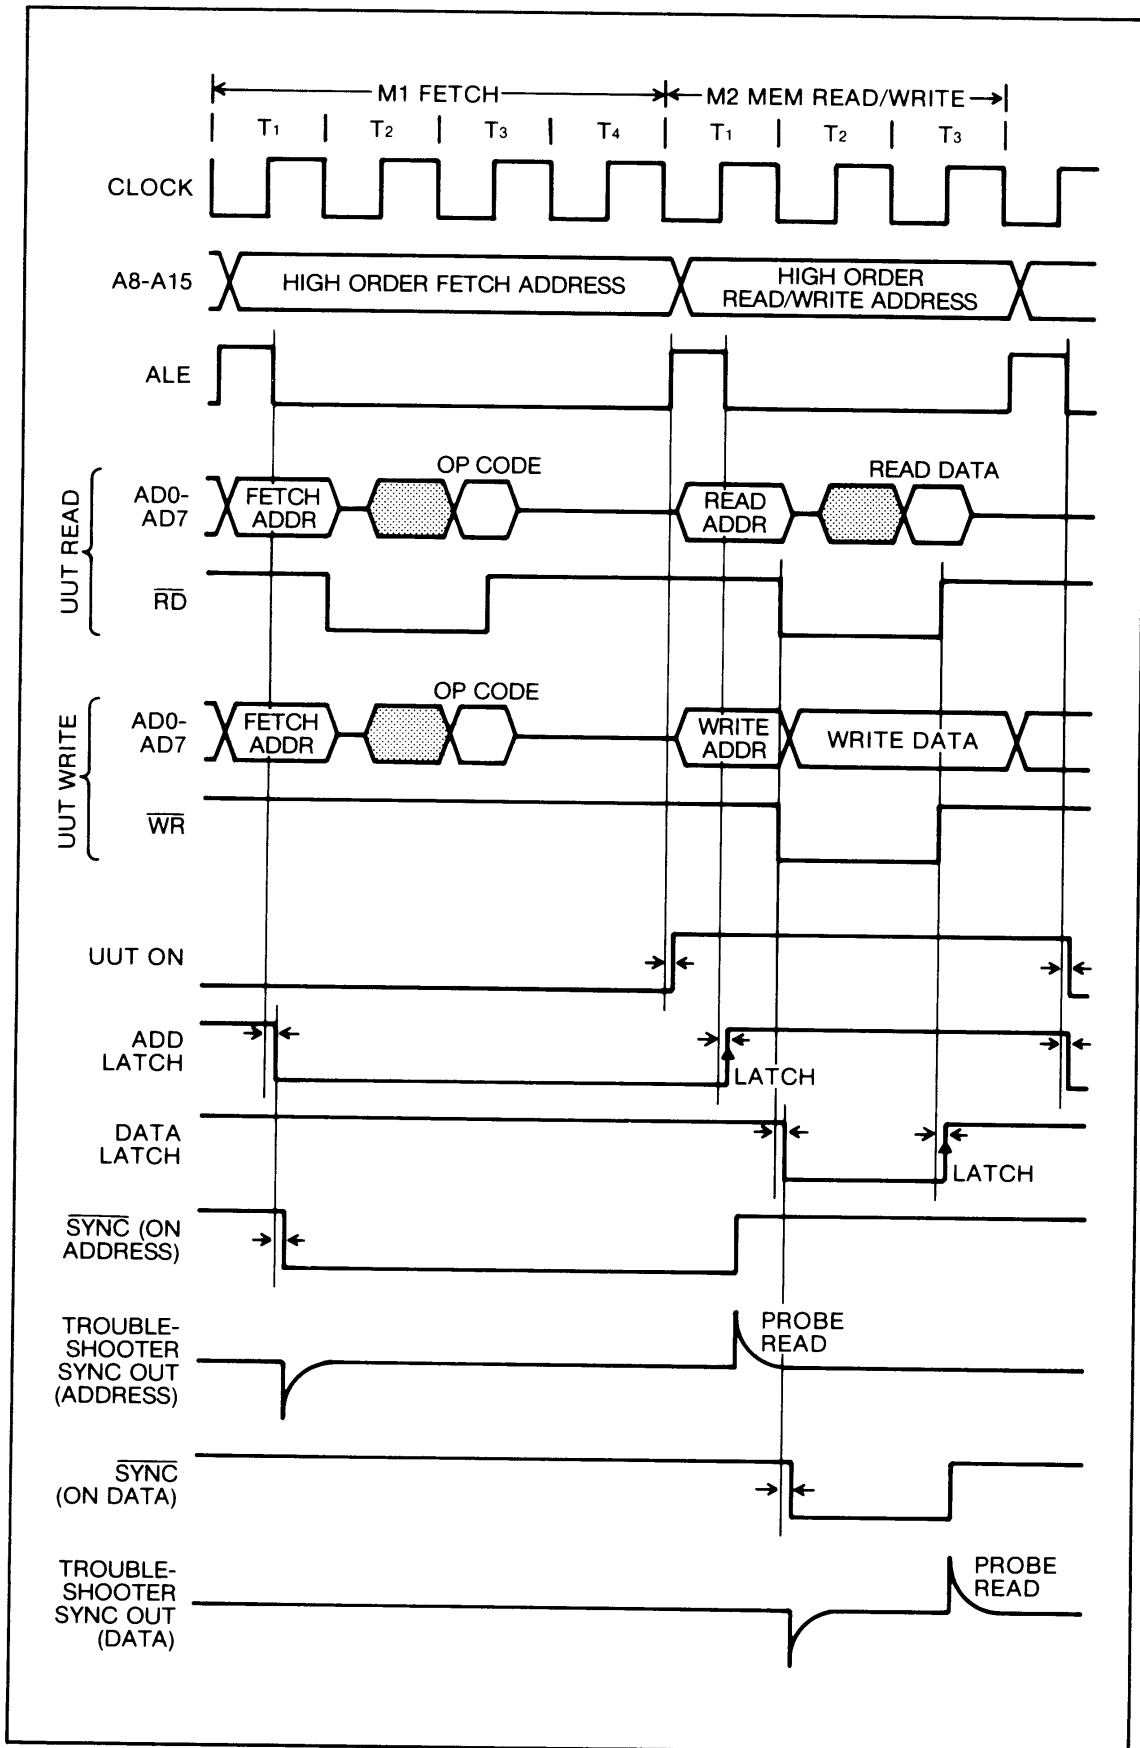 M1 FETCH
M2 MEM READ/WRITE
T1 T2 T3 T4 T1 T2 T3
CLOCK
A8-A15
HIGH ORDER FETCH ADDRESS
HIGH ORDER
READ/WRITE ADDRESS
ALE
UUT READ
OP CODE
READ DATA
AD0-
AD7
FETCH
ADDR
READ
ADDR
RD
UUT WRITE
OP CODE
AD0-
AD7
FETCH
ADDR
WRITE
ADDR
WRITE DATA
WR
UUT ON
ADD
LATCH
LATCH
DATA
LATCH
LATCH
SYNC (ON
ADDRESS)
TROUBLE-
SHOOTER
SYNC OUT
(ADDRESS)
PROBE
READ
SYNC
(ON DATA)
TROUBLE-
SHOOTER
SYNC OUT
(DATA)
PROBE
READ